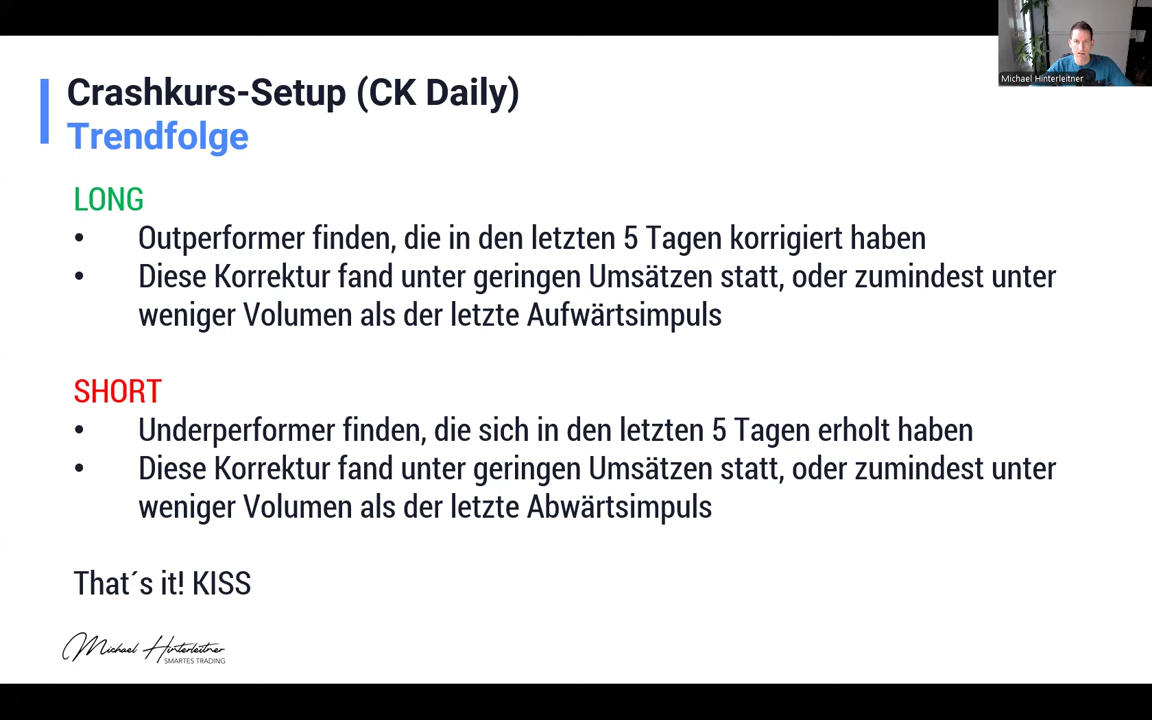 Michael Hinterleitner
Crashkurs-Setup (CK Daily)
Trendfolge
LONG
• Outperformer finden, die in den letzten 5 Tagen korrigiert haben
• Diese Korrektur fand unter geringen Umsätzen statt, oder zumindest unter
weniger Volumen als der letzte Aufwärtsimpuls
SHORT
• Underperformer finden, die sich in den letzten 5 Tagen erholt haben
• Diese Korrektur fand unter geringen Umsätzen statt, oder zumindest unter
weniger Volumen als der letzte Abwärtsimpuls
That´s it! KISS
Michael Hinterleitner
SMARTES TRADING